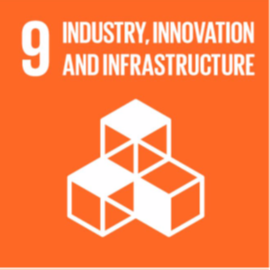 9 INDUSTRY, INNOVATION
AND INFRASTRUCTURE